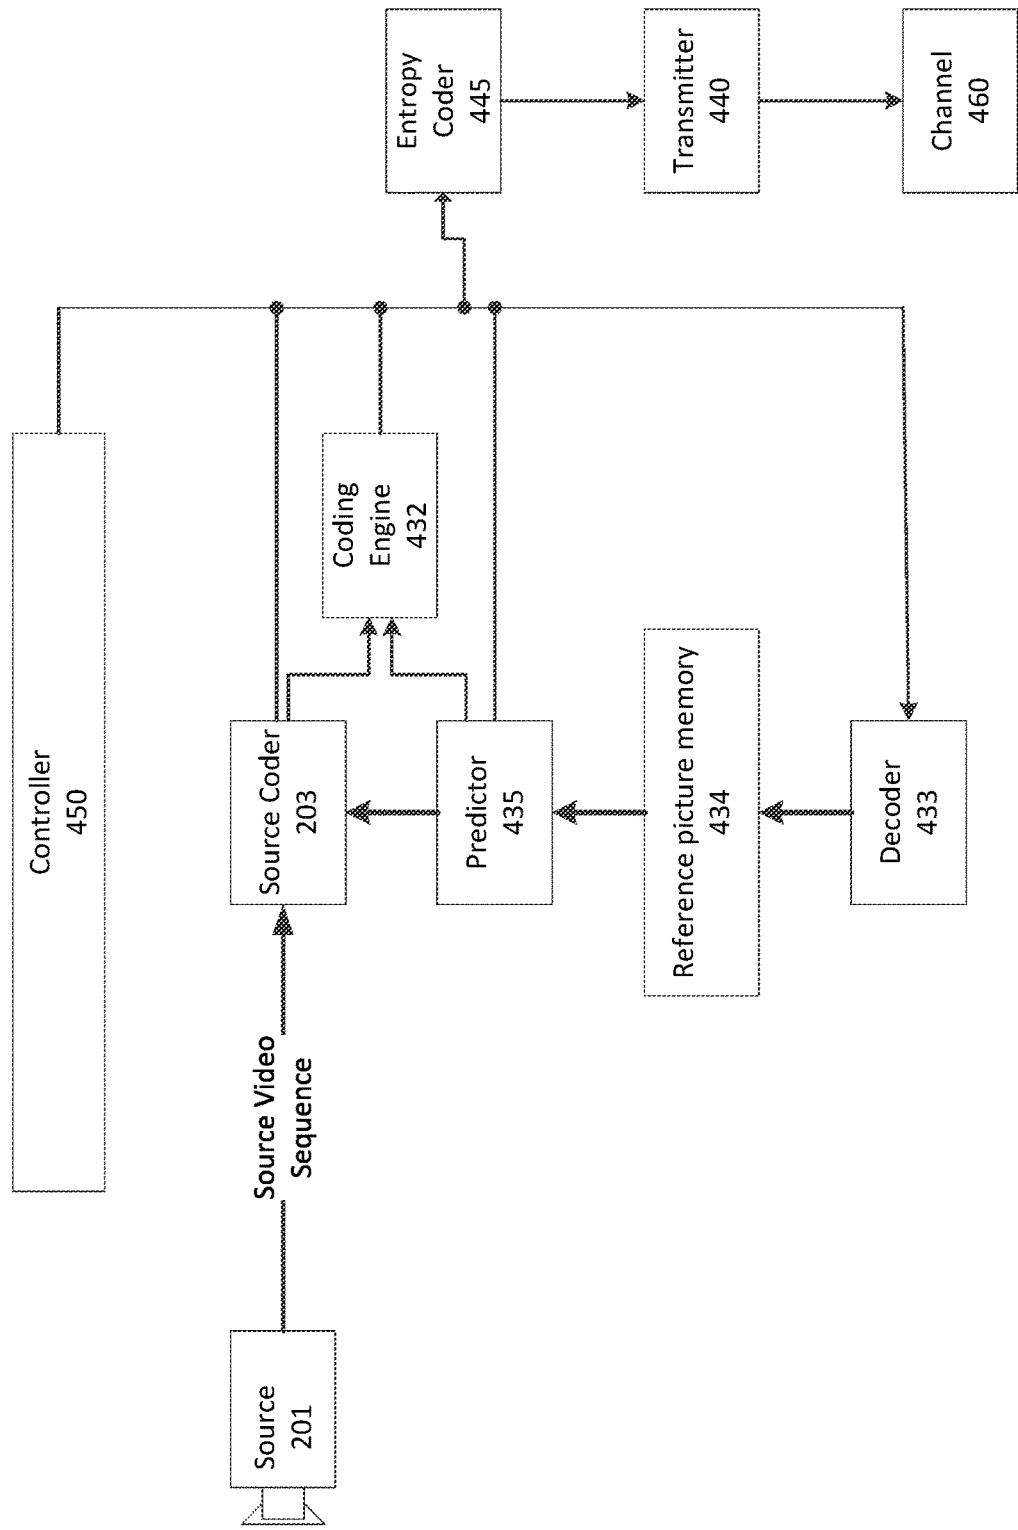 Controller
450
Source
201
Source Video
Sequence
Source Coder
203
Coding
Engine
432
Predictor
435
Reference picture memory
434
Decoder
433
Entropy
Coder
445
Transmitter
440
Channel
460